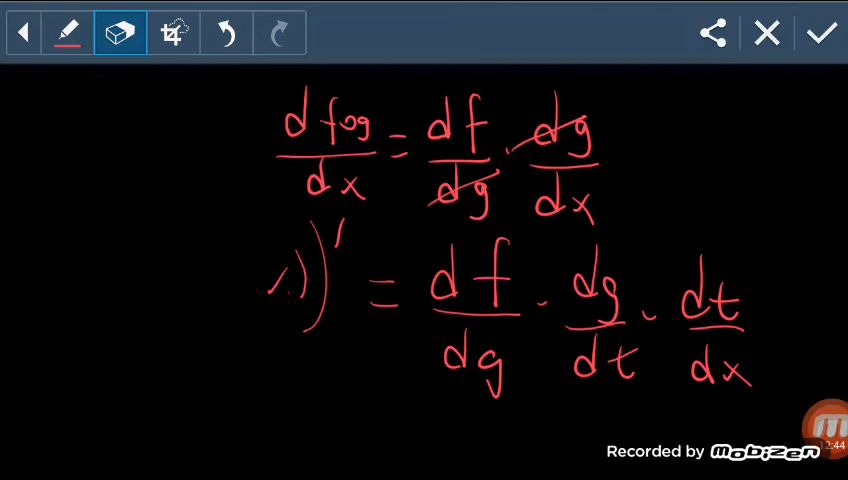 d fog / dx = df / dg · dg / dx
))' = df / dg · dg / dt · dt / dx
12:44
Recorded by MOBIZEN